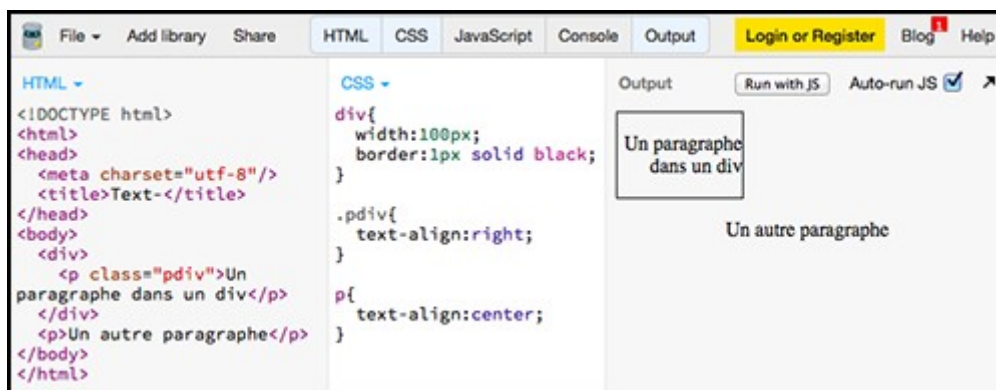 File Add library Share HTML CSS JavaScript Console Output Login or Register Blog 1 Help
HTML
<!DOCTYPE html>
<html>
<head>
<meta charset="utf-8"/>
<title>Text-</title>
</head>
<body>
<div>
<p class="pdiv">Un
paragraphe dans un div</p>
</div>
<p>Un autre paragraphe</p>
</body>
</html>
CSS
div{
width:100px;
border:1px solid black;
}
.pdiv{
text-align:right;
}
p{
text-align:center;
}
Output Run with JS Auto-run JS
Un paragraphe
dans un div
Un autre paragraphe